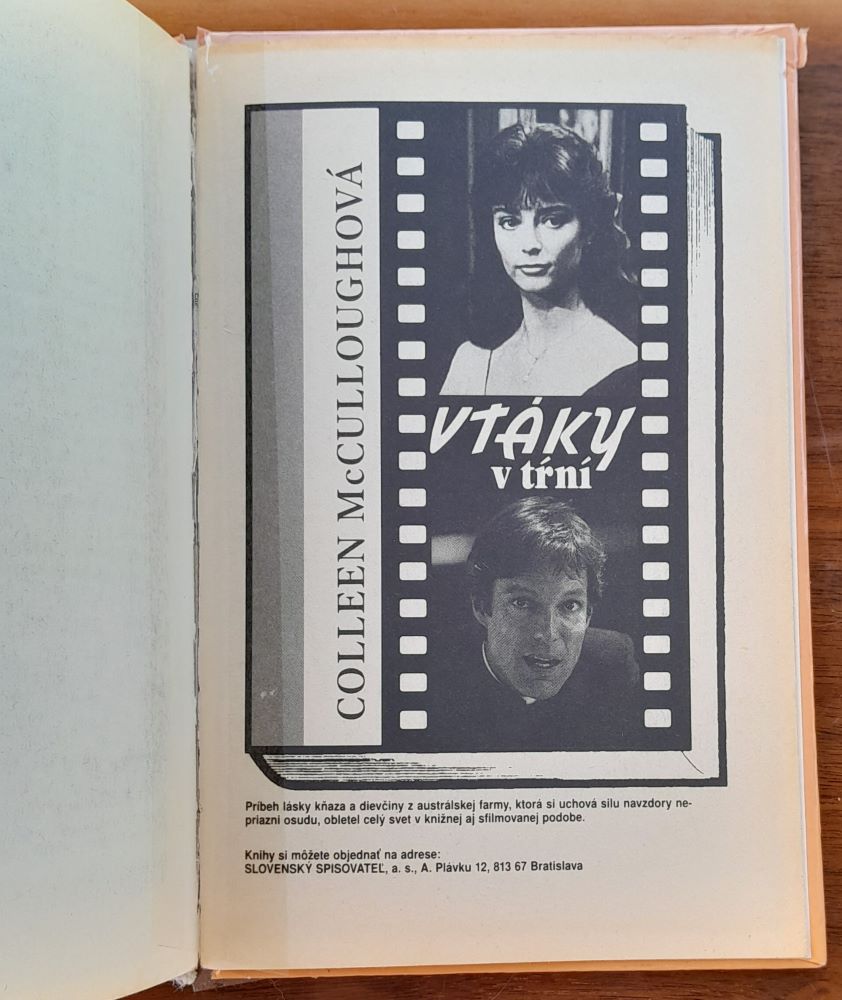 COLLEEN McCULLOUGHOVÁ
VTÁKY
v tŕní
Príbeh lásky kňaza a dievčiny z austrálskej farmy, ktorá si uchová silu navzdory ne-
priazni osudu, obletel celý svet v knižnej aj sfilmovanej podobe.
Knihy si môžete objednať na adrese:
SLOVENSKÝ SPISOVATEĽ, a. s., A. Plávku 12, 813 67 Bratislava